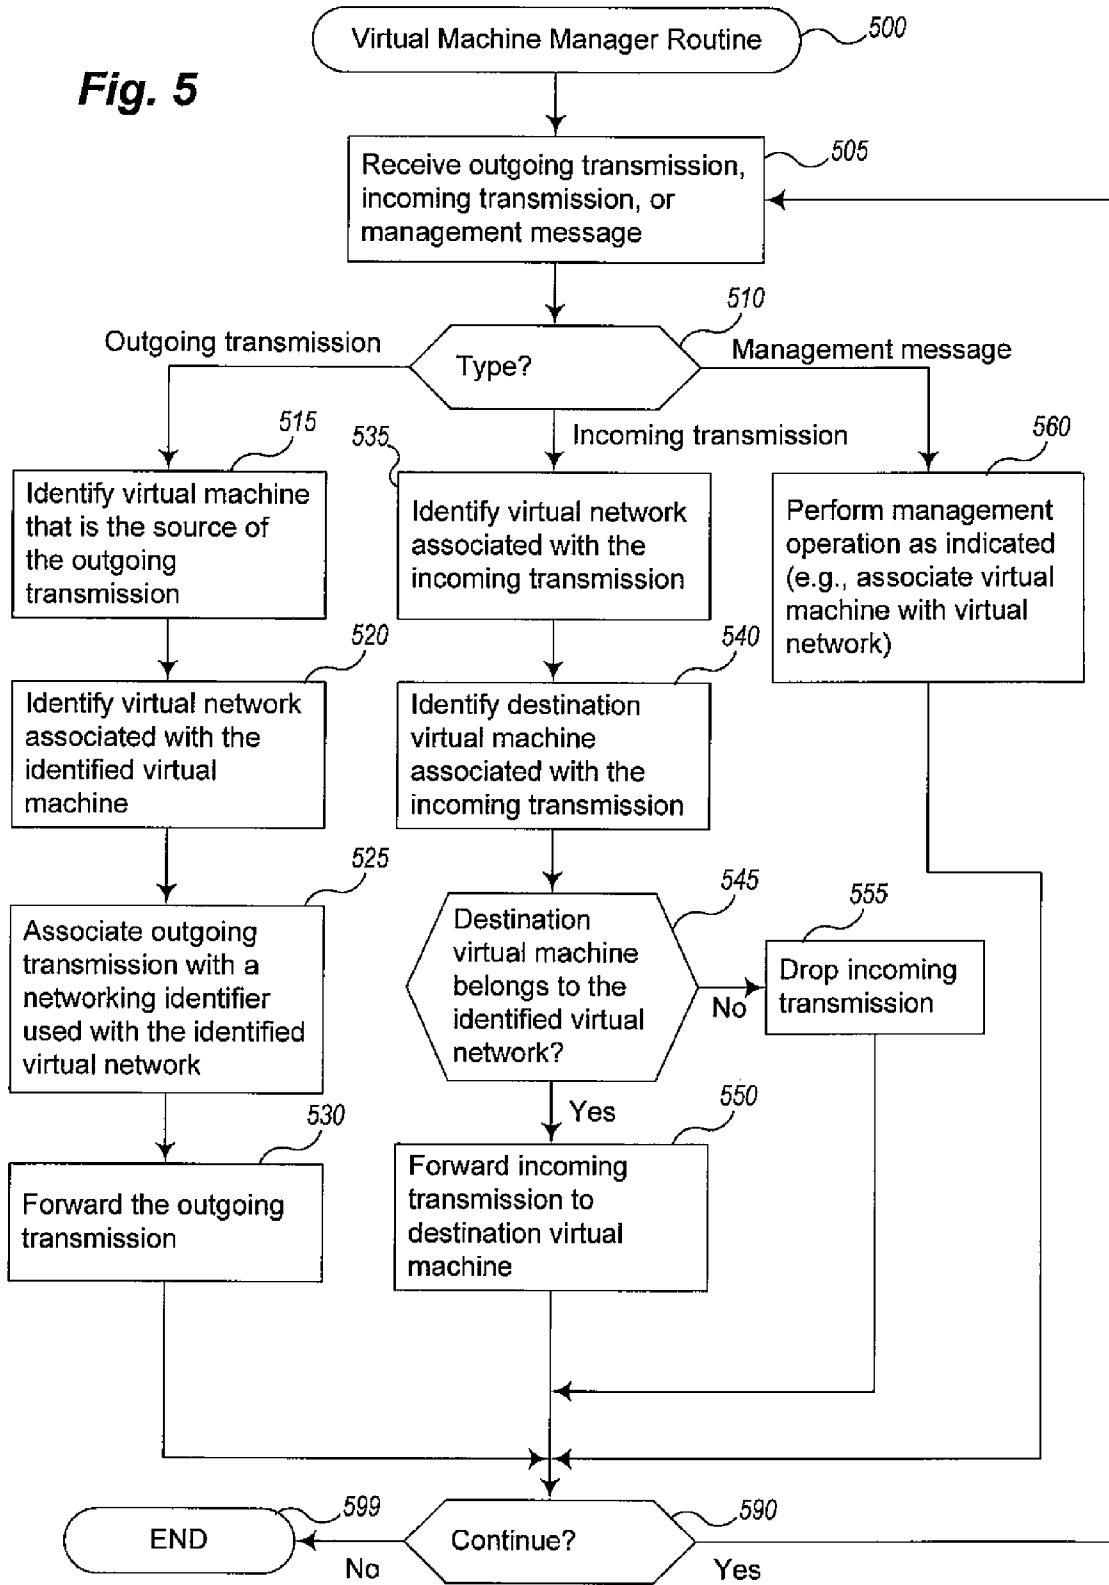 Fig. 5
Virtual Machine Manager Routine
500
Receive outgoing transmission,
incoming transmission, or
management message
505
Type?
510
Outgoing transmission
Incoming transmission
Management message
515
Identify virtual machine
that is the source of
the outgoing
transmission
520
Identify virtual network
associated with the
identified virtual
machine
525
Associate outgoing
transmission with a
networking identifier
used with the identified
virtual network
530
Forward the outgoing
transmission
535
Identify virtual network
associated with the
incoming transmission
540
Identify destination
virtual machine
associated with the
incoming transmission
545
Destination
virtual machine
belongs to the
identified virtual
network?
No
Yes
550
Forward incoming
transmission to
destination virtual
machine
555
Drop incoming
transmission
560
Perform management
operation as indicated
(e.g., associate virtual
machine with virtual
network)
590
Continue?
No
Yes
599
END